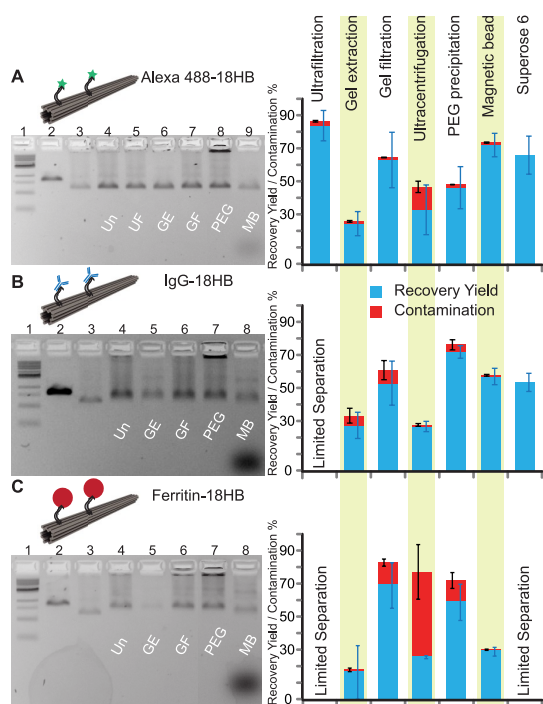 A
Alexa 488-18HB
1 2 3 4 5 6 7 8 9
Un UF GE GF PEG MB
B
IgG-18HB
1 2 3 4 5 6 7 8
Un GE GF PEG MB
C
Ferritin-18HB
1 2 3 4 5 6 7 8
Un GE GF PEG MB
Ultrafiltration
Gel extraction
Gel filtration
Ultracentrifugation
PEG precipitation
Magnetic bead
Superose 6
Recovery Yield / Contamination %
90
70
50
30
0
Recovery Yield
Contamination
Recovery Yield / Contamination %
90
70
50
30
0
Limited Separation
Recovery Yield / Contamination %
90
70
50
30
0
Limited Separation
Limited Separation